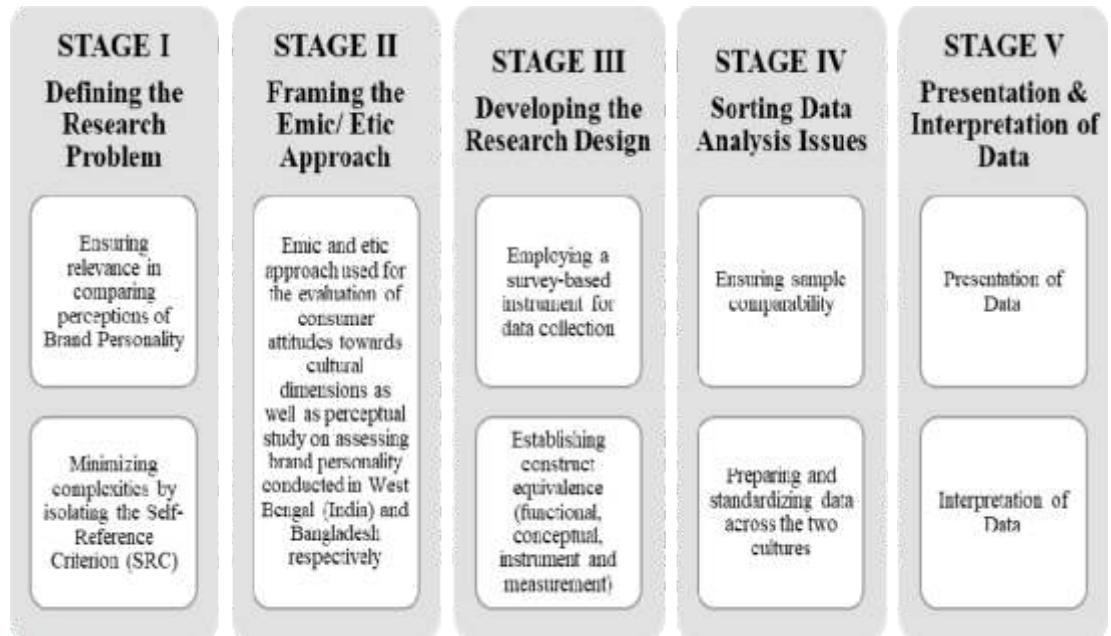 STAGE I
Defining the
Research
Problem
Ensuring
relevance in
comparing
perceptions of
Brand Personality
Minimizing
complexities by
isolating the Self-
Reference
Criterion (SRC)
STAGE II
Framing the
Emic/ Etic
Approach
Emic and etic
approach used for
the evaluation of
consumer
attitudes towards
cultural
dimensions as
well as perceptual
study on assessing
brand personality
conducted in West
Bengal (India) and
Bangladesh
respectively
STAGE III
Developing the
Research Design
Employing a
survey-based
instrument for
data collection
Establishing
construct
equivalence
(functional,
conceptual,
instrument and
measurement)
STAGE IV
Sorting Data
Analysis Issues
Ensuring sample
comparability
Preparing and
standardizing data
across the two
cultures
STAGE V
Presentation &
Interpretation of
Data
Presentation of
Data
Interpretation of
Data